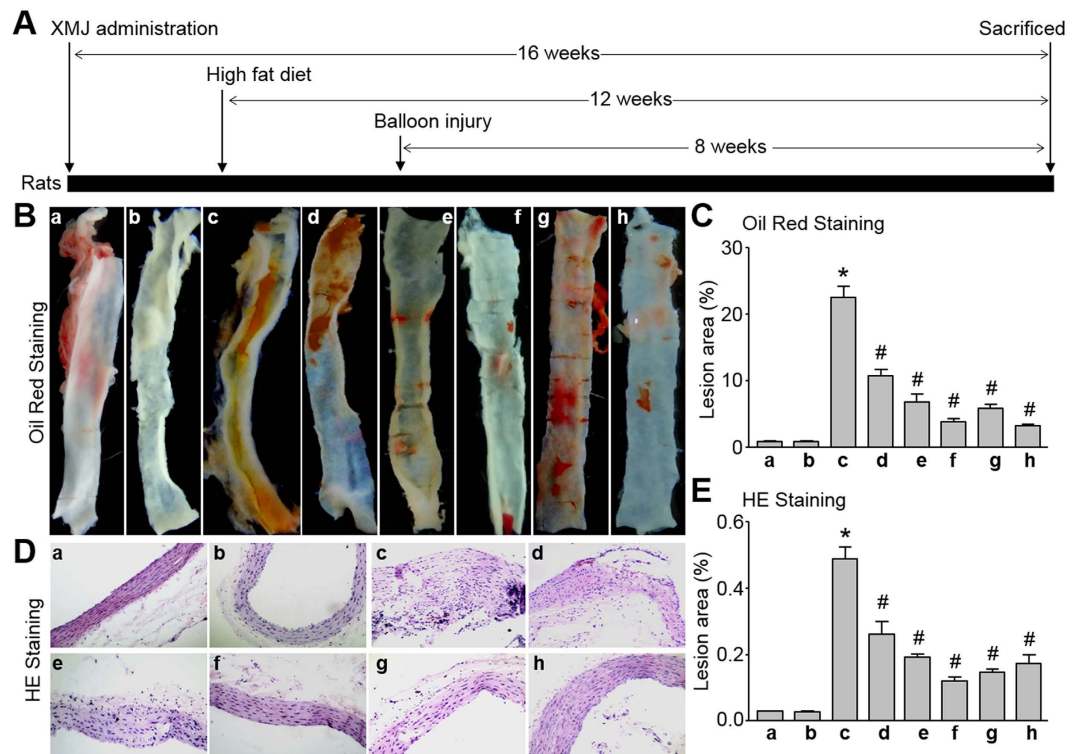 A
XMJ administration
Sacrificed
16 weeks
High fat diet
12 weeks
Balloon injury
8 weeks
Rats
B
Oil Red Staining
a b c d e f g h
C
Oil Red Staining
Lesion area (%)
30
20
10
0
* # # # # #
a b c d e f g h
D
HE Staining
a b c d
e f g h
E
HE Staining
Lesion area (%)
0.6
0.4
0.2
0.0
* # # # # #
a b c d e f g h